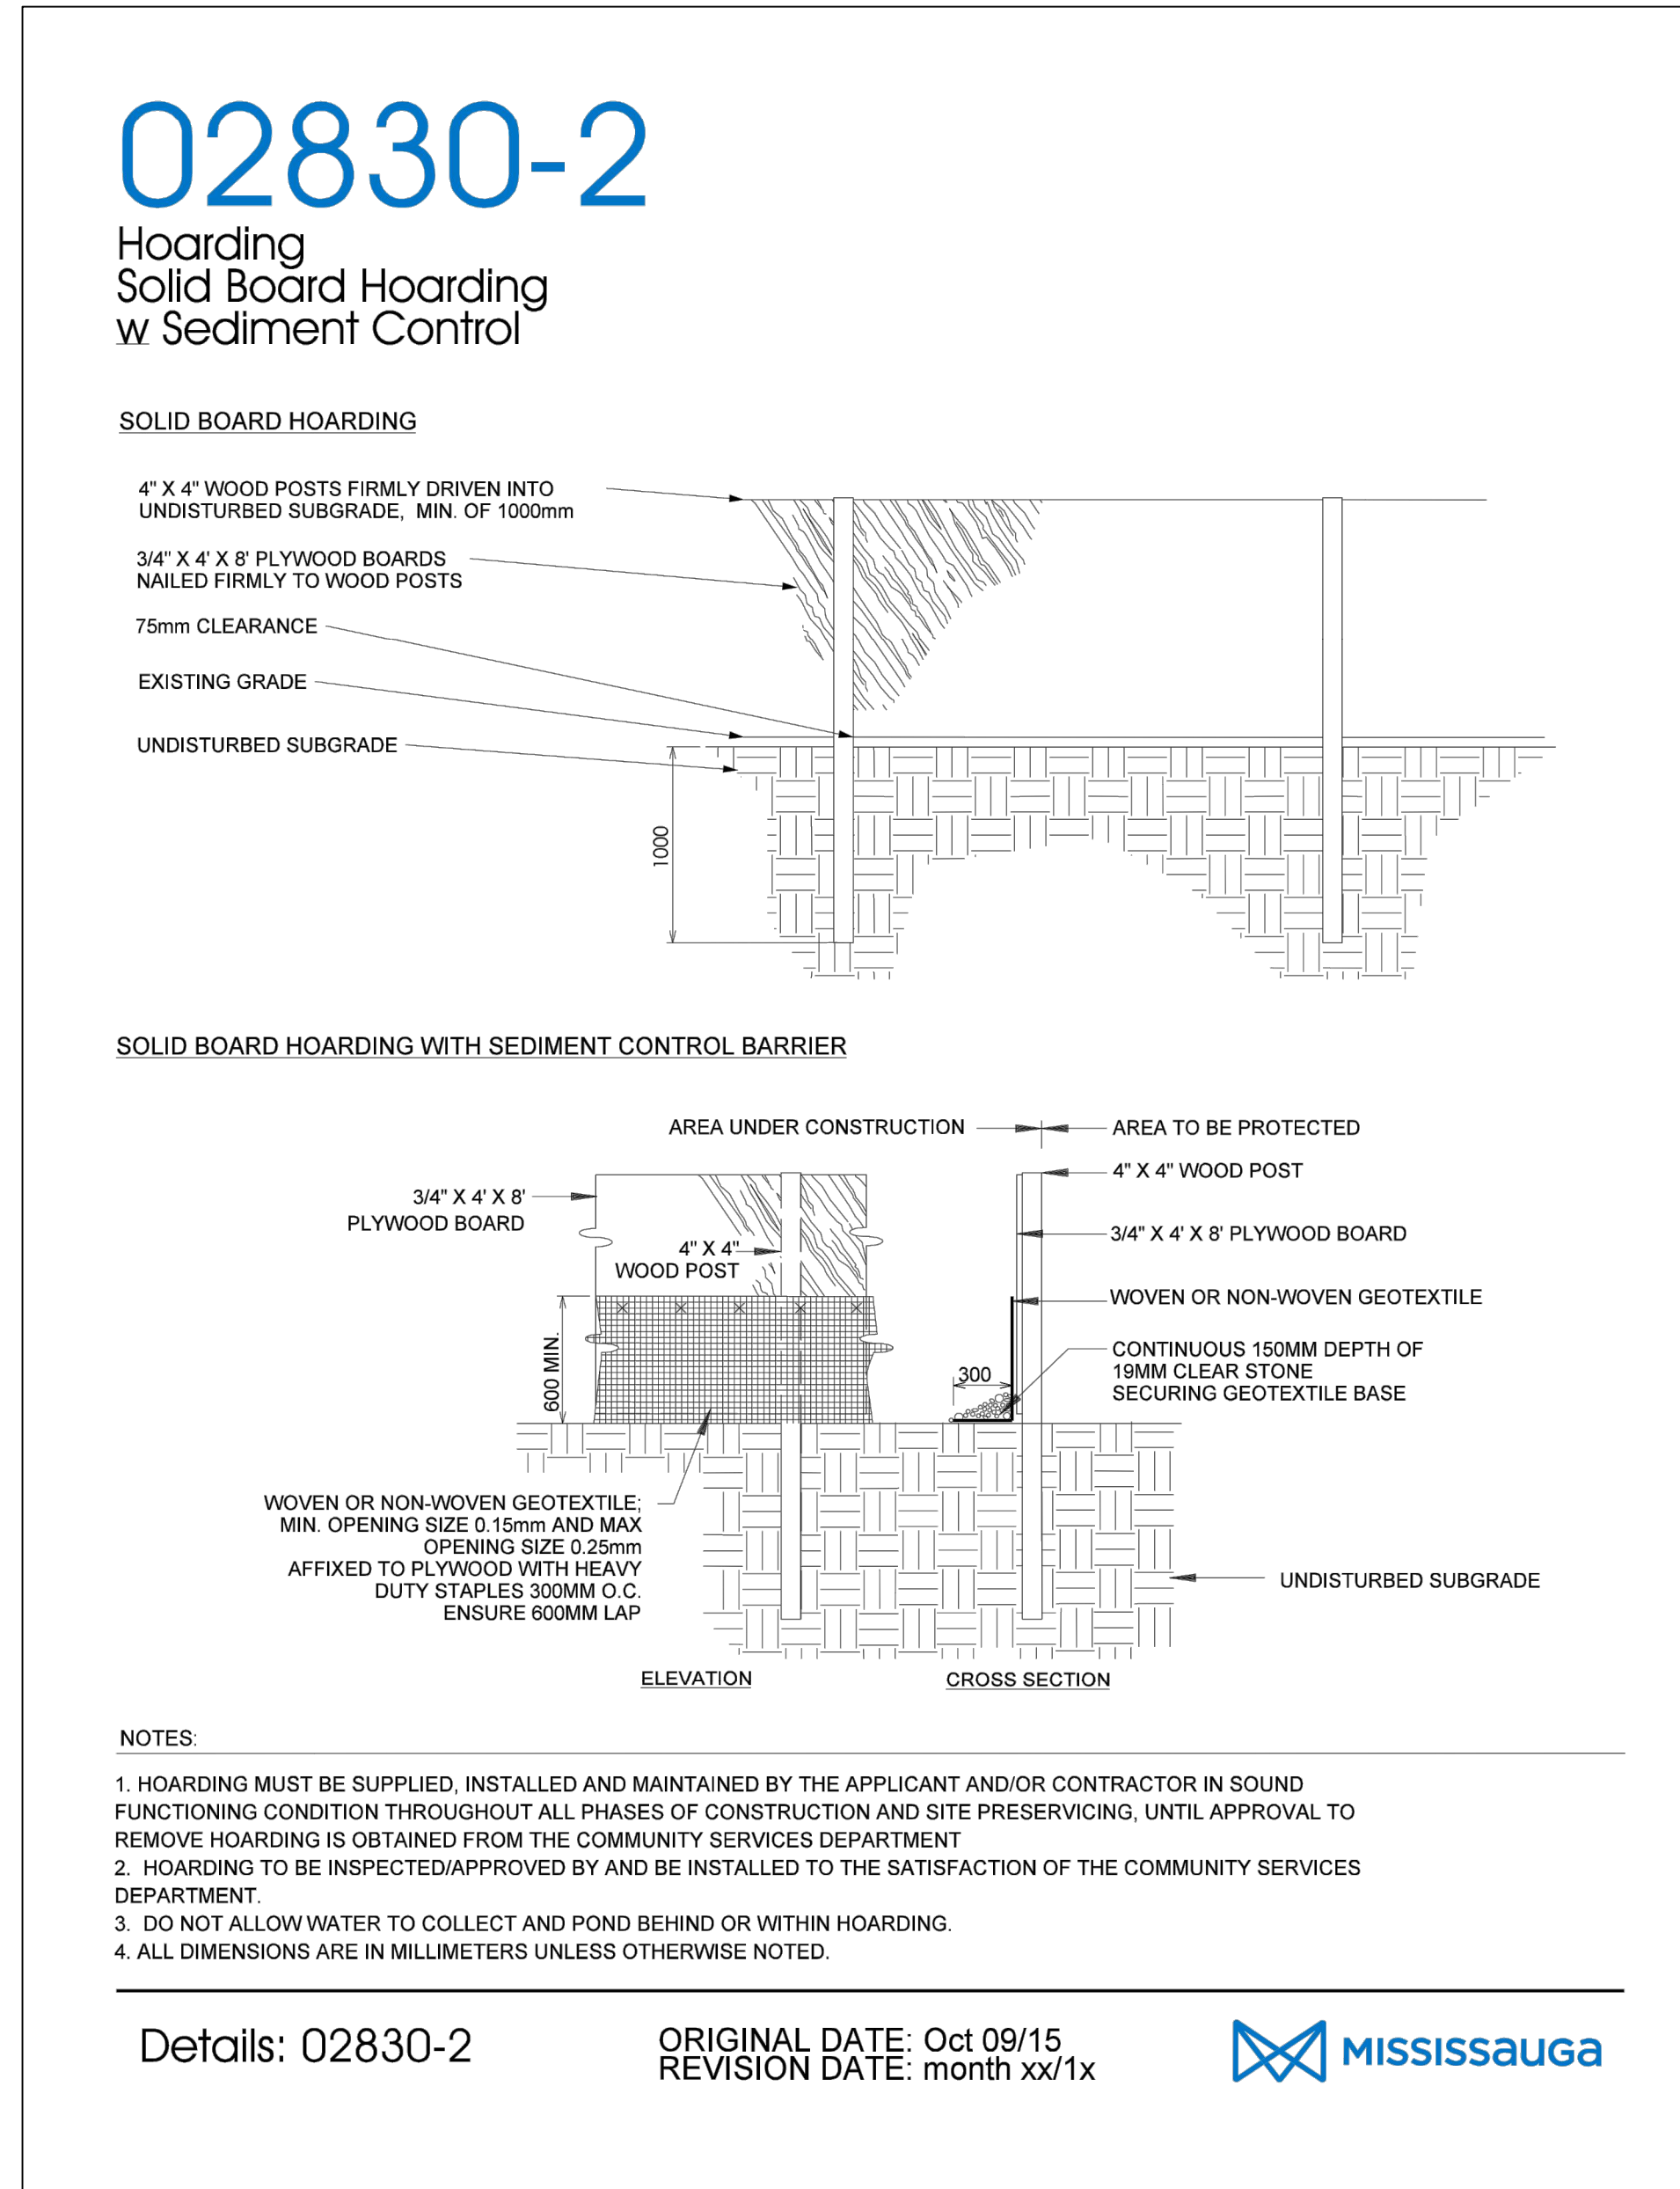 02830-2
Hoarding
Solid Board Hoarding
w Sediment Control
SOLID BOARD HOARDING
4" X 4" WOOD POSTS FIRMLY DRIVEN INTO
UNDISTURBED SUBGRADE, MIN. OF 1000mm
3/4" X 4' X 8' PLYWOOD BOARDS
NAILED FIRMLY TO WOOD POSTS
75mm CLEARANCE
EXISTING GRADE
UNDISTURBED SUBGRADE
1000
SOLID BOARD HOARDING WITH SEDIMENT CONTROL BARRIER
AREA UNDER CONSTRUCTION
AREA TO BE PROTECTED
3/4" X 4' X 8'
PLYWOOD BOARD
4" X 4"
WOOD POST
600 MIN.
4" X 4" WOOD POST
3/4" X 4' X 8' PLYWOOD BOARD
WOVEN OR NON-WOVEN GEOTEXTILE
CONTINUOUS 150MM DEPTH OF
19MM CLEAR STONE
SECURING GEOTEXTILE BASE
300
WOVEN OR NON-WOVEN GEOTEXTILE;
MIN. OPENING SIZE 0.15mm AND MAX
OPENING SIZE 0.25mm
AFFIXED TO PLYWOOD WITH HEAVY
DUTY STAPLES 300MM O.C.
ENSURE 600MM LAP
UNDISTURBED SUBGRADE
ELEVATION
CROSS SECTION
NOTES:
1. HOARDING MUST BE SUPPLIED, INSTALLED AND MAINTAINED BY THE APPLICANT AND/OR CONTRACTOR IN SOUND
FUNCTIONING CONDITION THROUGHOUT ALL PHASES OF CONSTRUCTION AND SITE PRESERVICING, UNTIL APPROVAL TO
REMOVE HOARDING IS OBTAINED FROM THE COMMUNITY SERVICES DEPARTMENT
2. HOARDING TO BE INSPECTED/APPROVED BY AND BE INSTALLED TO THE SATISFACTION OF THE COMMUNITY SERVICES
DEPARTMENT.
3. DO NOT ALLOW WATER TO COLLECT AND POND BEHIND OR WITHIN HOARDING.
4. ALL DIMENSIONS ARE IN MILLIMETERS UNLESS OTHERWISE NOTED.
Details: 02830-2
ORIGINAL DATE: Oct 09/15
REVISION DATE: month xx/1x
MISSISSauGa